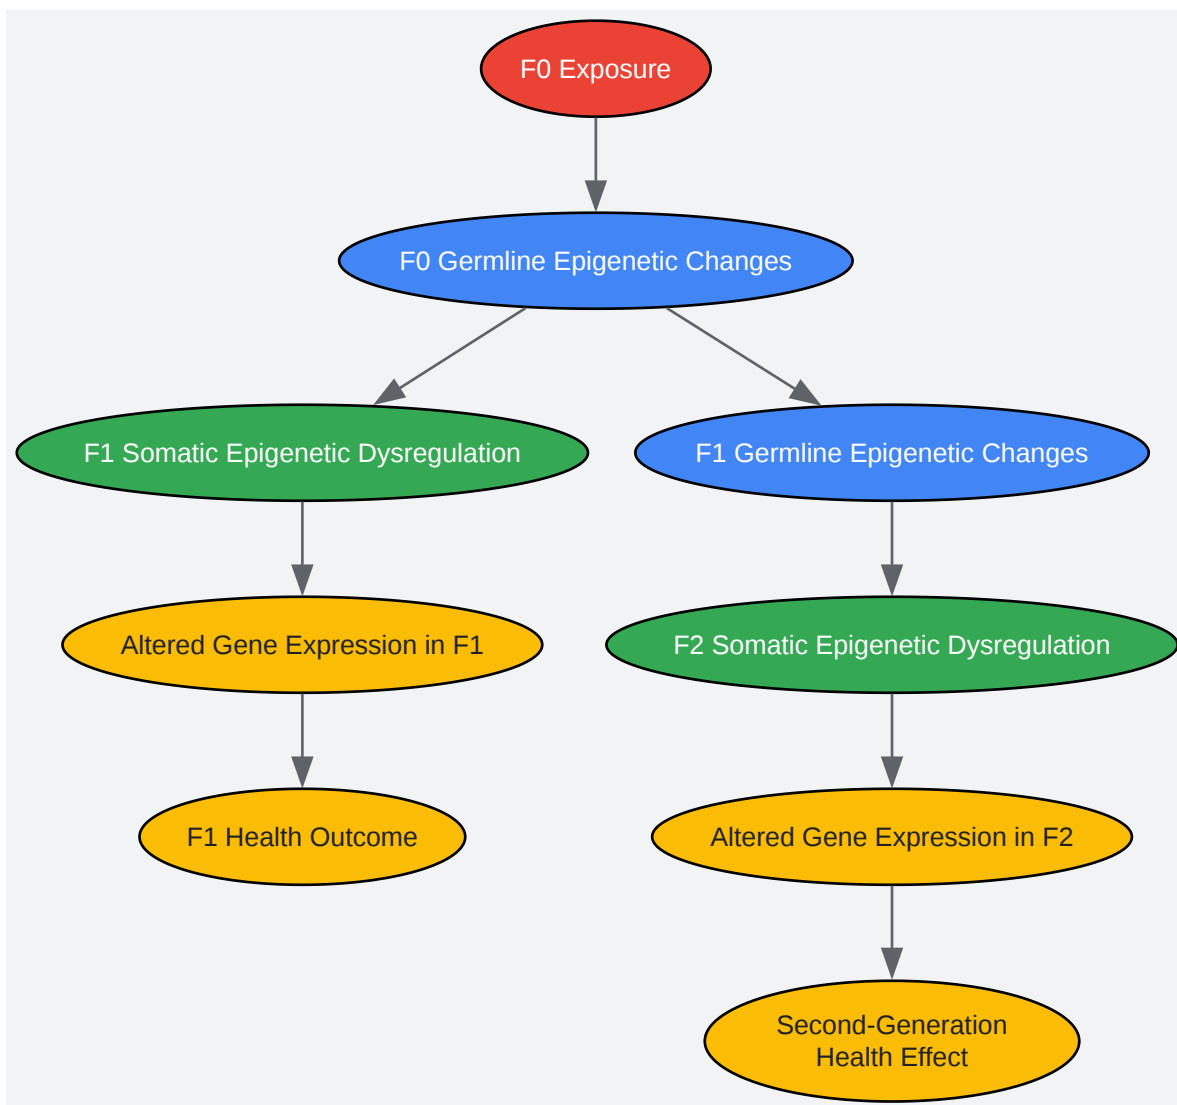 F0 Exposure
F0 Germline Epigenetic Changes
F1 Somatic Epigenetic Dysregulation
F1 Germline Epigenetic Changes
Altered Gene Expression in F1
F2 Somatic Epigenetic Dysregulation
F1 Health Outcome
Altered Gene Expression in F2
Second-Generation
Health Effect